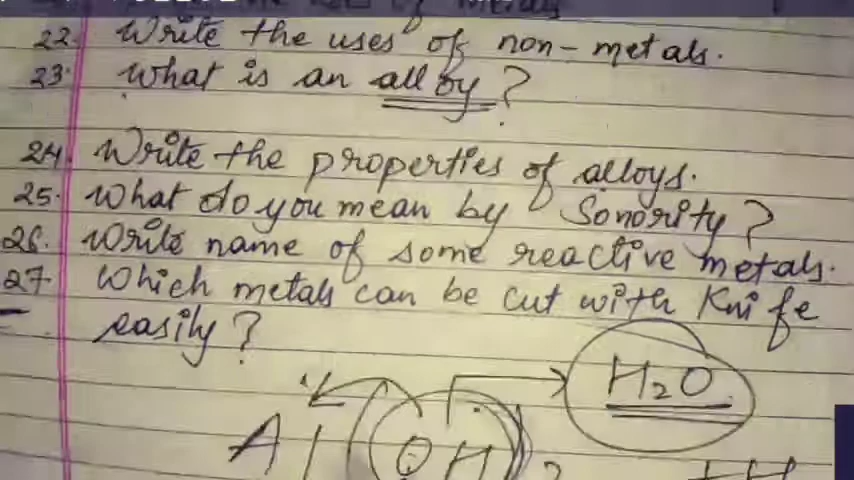 22. Write the uses of non-metals.
23. What is an alloy?
24. Write the properties of alloys.
25. What do you mean by Sonority?
26. Write name of some reactive metals.
27. Which metals can be cut with Knife
easily?
H₂O
Al OH